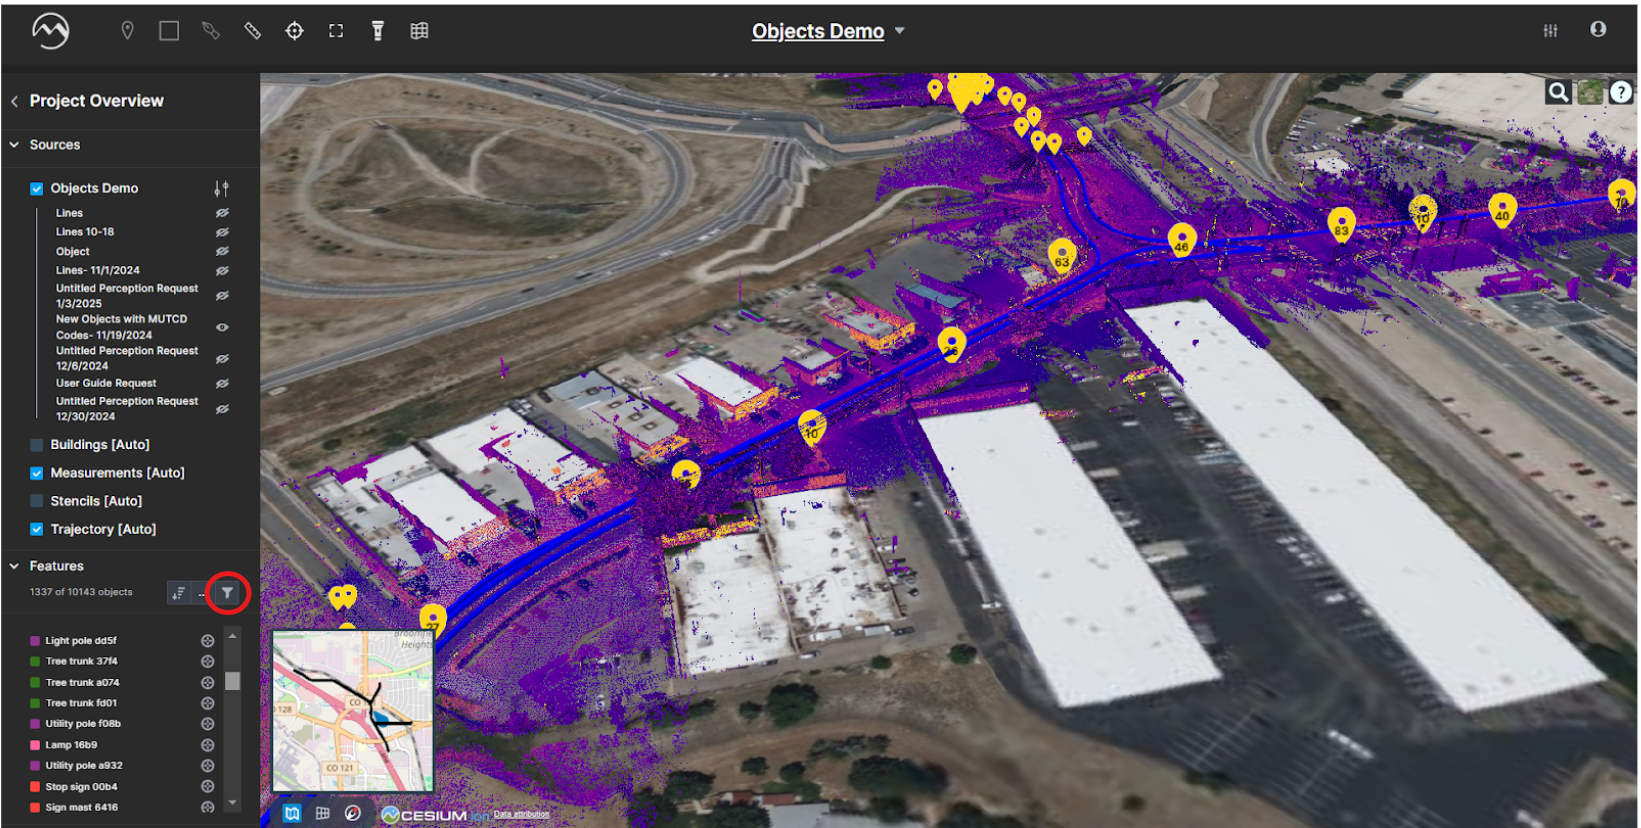 Objects Demo
Project Overview
Sources
Objects Demo
Lines
Lines 10-18
Object
Lines- 11/1/2024
Untitled Perception Request
1/3/2025
New Objects with MUTCD
Codes- 11/19/2024
Untitled Perception Request
12/6/2024
User Guide Request
Untitled Perception Request
12/30/2024
Buildings [Auto]
Measurements [Auto]
Stencils [Auto]
Trajectory [Auto]
Features
1337 of 10143 objects
Light pole dd5f
Tree trunk 37f4
Tree trunk a074
Tree trunk fd01
Utility pole f08b
Lamp 16b9
Utility pole a932
Stop sign 00b4
Sign mast 6416
?
40
83
10
46
63
10
Heights
128
CO
CO 121
CESIUM ion Data attribution